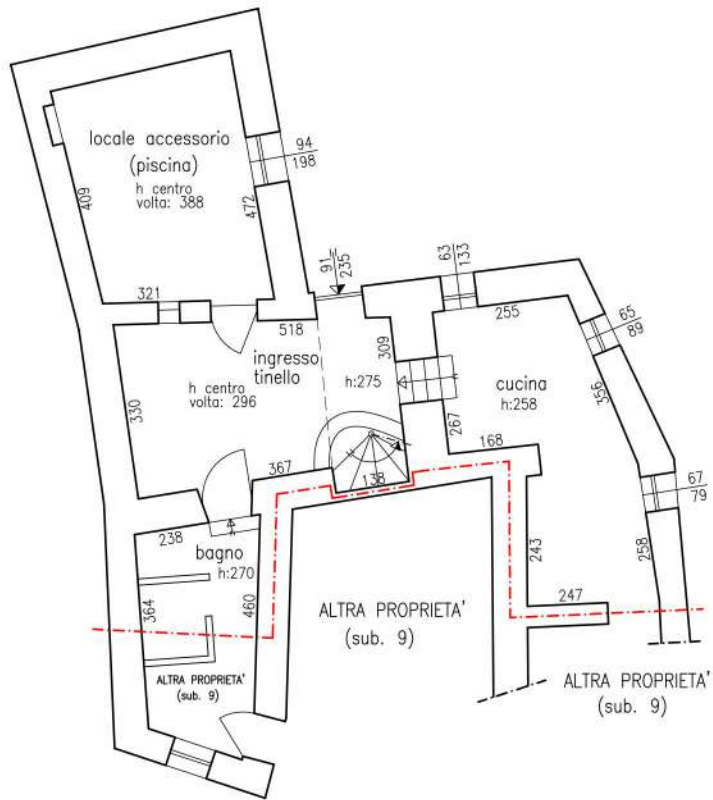 locale accessorio
(piscina)
h centro
volta: 388
94
198
409
472
321
518
91
235
63
133
255
65
89
ingresso
tinello
309
h:275
h centro
volta: 296
330
cucina
h:258
356
267
168
367
138
67
79
238
bagno
h:270
364
460
243
258
247
ALTRA PROPRIETA'
(sub. 9)
ALTRA PROPRIETA'
(sub. 9)
ALTRA PROPRIETA'
(sub. 9)